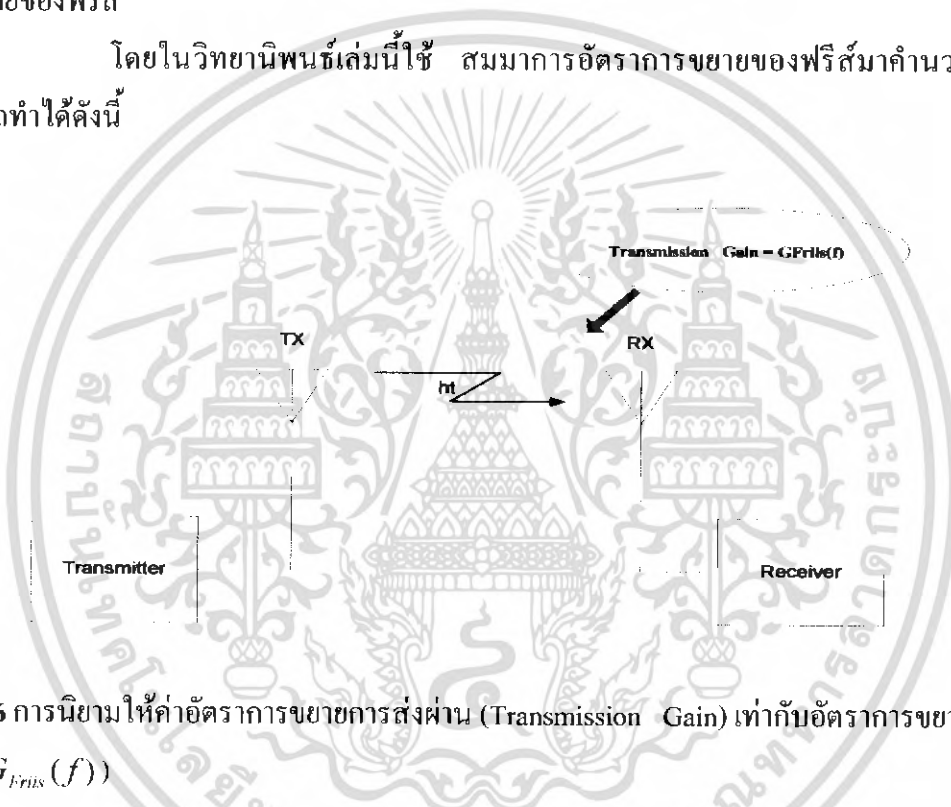 โดยในวิทยานิพนธ์เล่มนี้ใช้ สมมาการอัตราการขยายของฟรีส์มาคำนว
ทำได้ดังนี้
Transmission Gain = GFriis(f)
TX
RX
ht
Transmitter
Receiver
การนิยามให้ค่าอัตราการขยายการส่งผ่าน (Transmission Gain) เท่ากับอัตราการขยา
G_{Friis}(f))